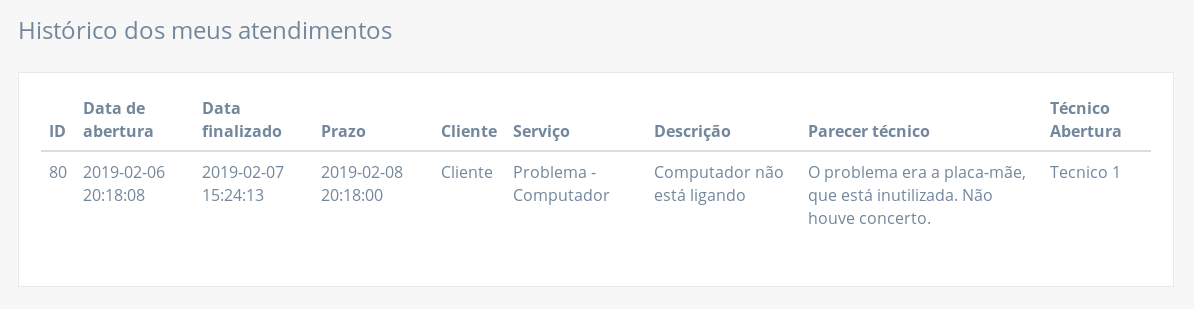 Histórico dos meus atendimentos
ID Data de abertura Data finalizado Prazo Cliente Serviço Descrição Parecer técnico Técnico Abertura
80 2019-02-06 2019-02-07 2019-02-08 Cliente Problema - Computador não O problema era a placa-mãe, Tecnico 1
20:18:08 15:24:13 20:18:00 Computador está ligando que está inutilizada. Não
houve concerto.